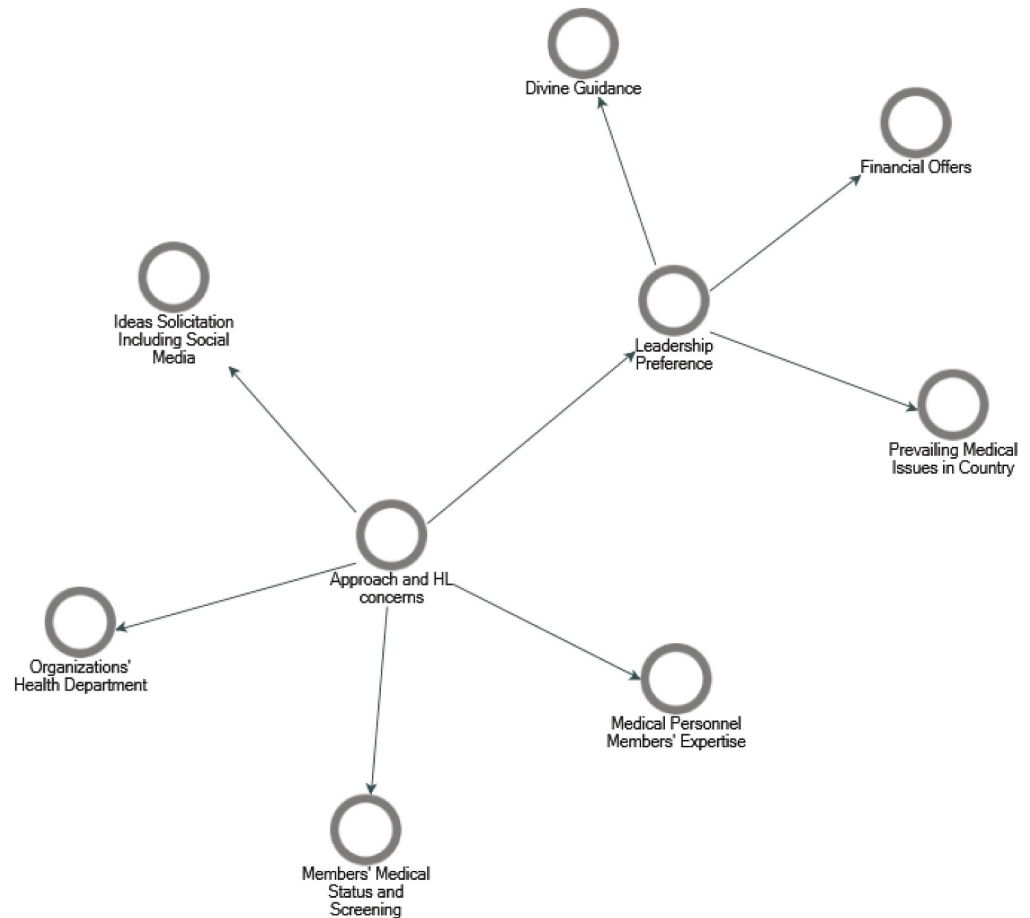 Divine Guidance
Financial Offers
Ideas Solicitation
Including Social
Media
Leadership
Preference
Prevailing Medical
Issues in Country
Approach and HL
concerns
Organizations'
Health Department
Medical Personnel
Members' Expertise
Members' Medical
Status and
Screening